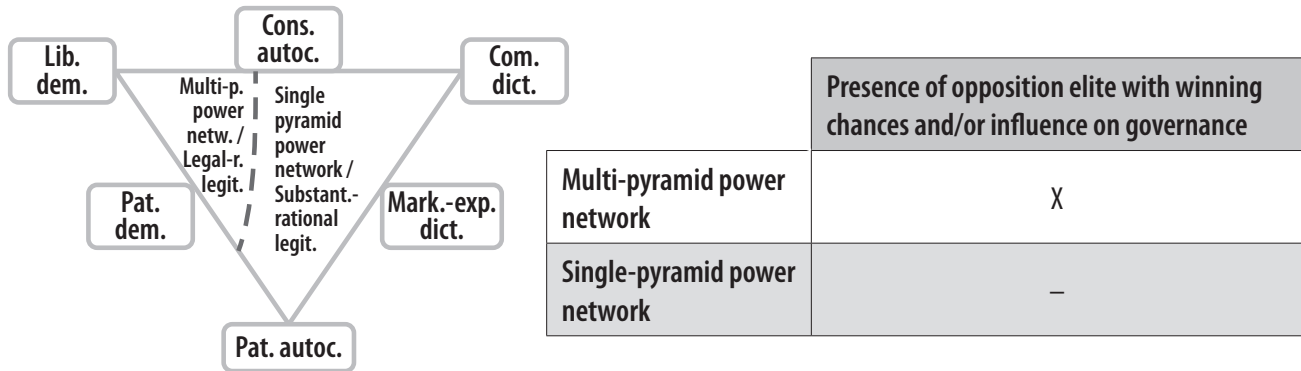 Cons.
autoc.
Lib.
dem.
Com.
dict.
Multi-p.
power
netw. /
Legal-r.
legit.
Single
pyramid
power
network /
Substant.-
rational
legit.
Pat.
dem.
Mark.-exp.
dict.
Pat. autoc.
Presence of opposition elite with winning
chances and/or influence on governance
Multi-pyramid power
network
X
Single-pyramid power
network
–